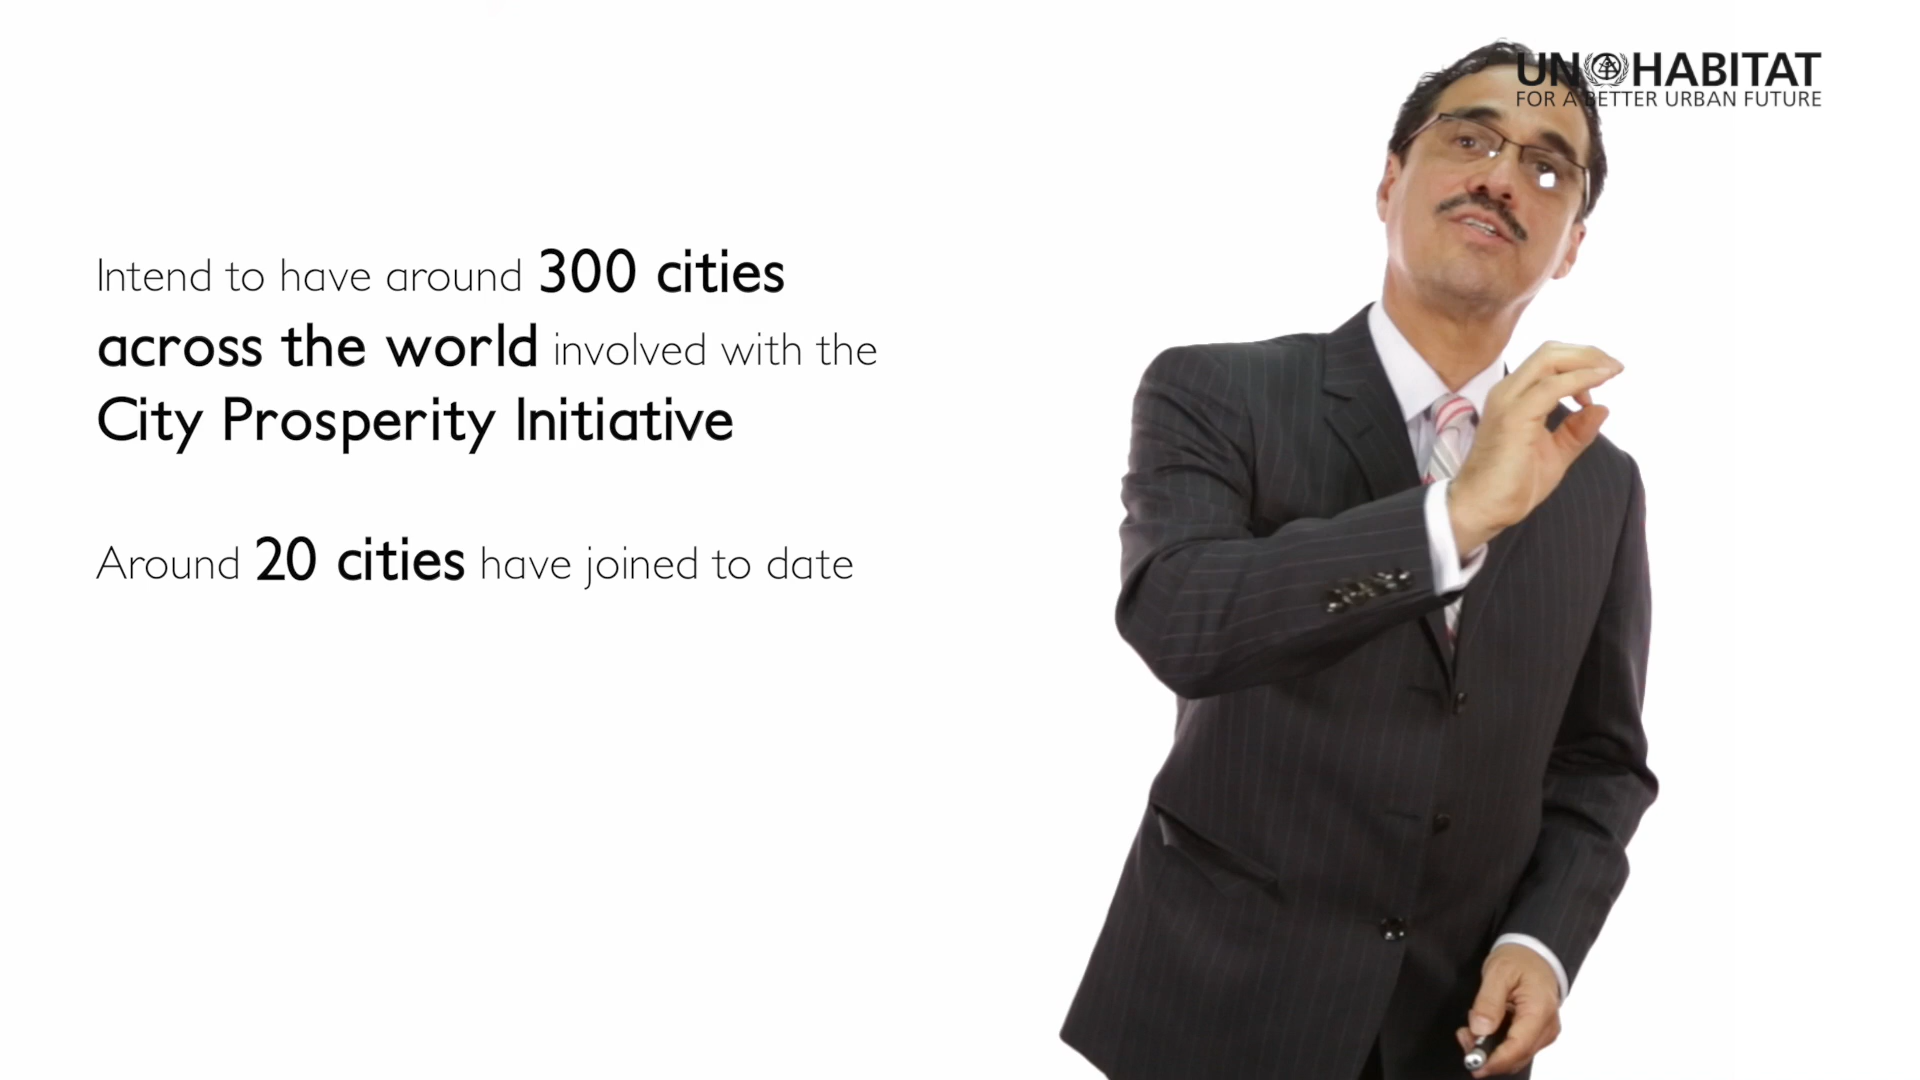 UN HABITAT
FOR A BETTER URBAN FUTURE
Intend to have around 300 cities
across the world involved with the
City Prosperity Initiative
Around 20 cities have joined to date